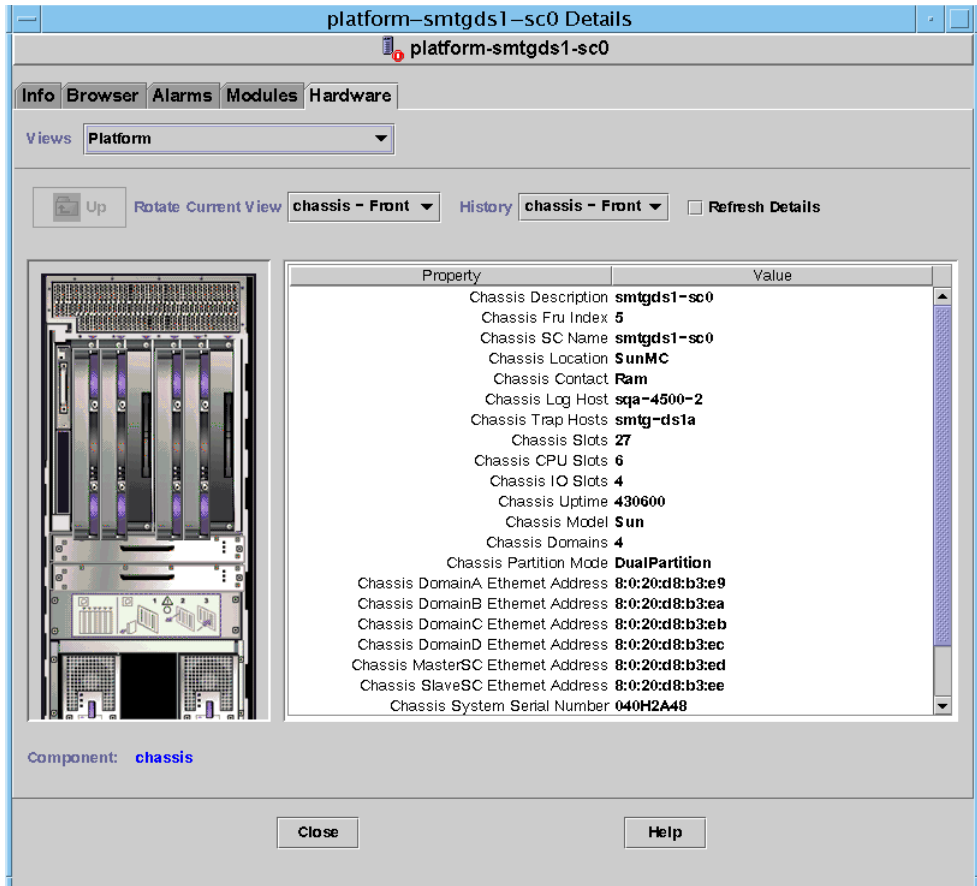 platform-smtgds1-sc0 Details
platform-smtgds1-sc0
Info Browser Alarms Modules Hardware
Views Platform
Up Rotate Current View chassis - Front History chassis - Front Refresh Details
Property Value
Chassis Description smtgds1-sc0
Chassis Fru Index 5
Chassis SC Name smtgds1-sc0
Chassis Location SunMC
Chassis Contact Ram
Chassis Log Host sqa-4500-2
Chassis Trap Hosts smtg-ds1a
Chassis Slots 27
Chassis CPU Slots 6
Chassis IO Slots 4
Chassis Uptime 430600
Chassis Model Sun
Chassis Domains 4
Chassis Partition Mode DualPartition
Chassis DomainA Ethernet Address 8:0:20:d8:b3:e9
Chassis DomainB Ethernet Address 8:0:20:d8:b3:ea
Chassis DomainC Ethernet Address 8:0:20:d8:b3:eb
Chassis DomainD Ethernet Address 8:0:20:d8:b3:ec
Chassis MasterSC Ethernet Address 8:0:20:d8:b3:ed
Chassis SlaveSC Ethernet Address 8:0:20:d8:b3:ee
Chassis System Serial Number 040H2A48
1 2 3
Component: chassis
Close Help